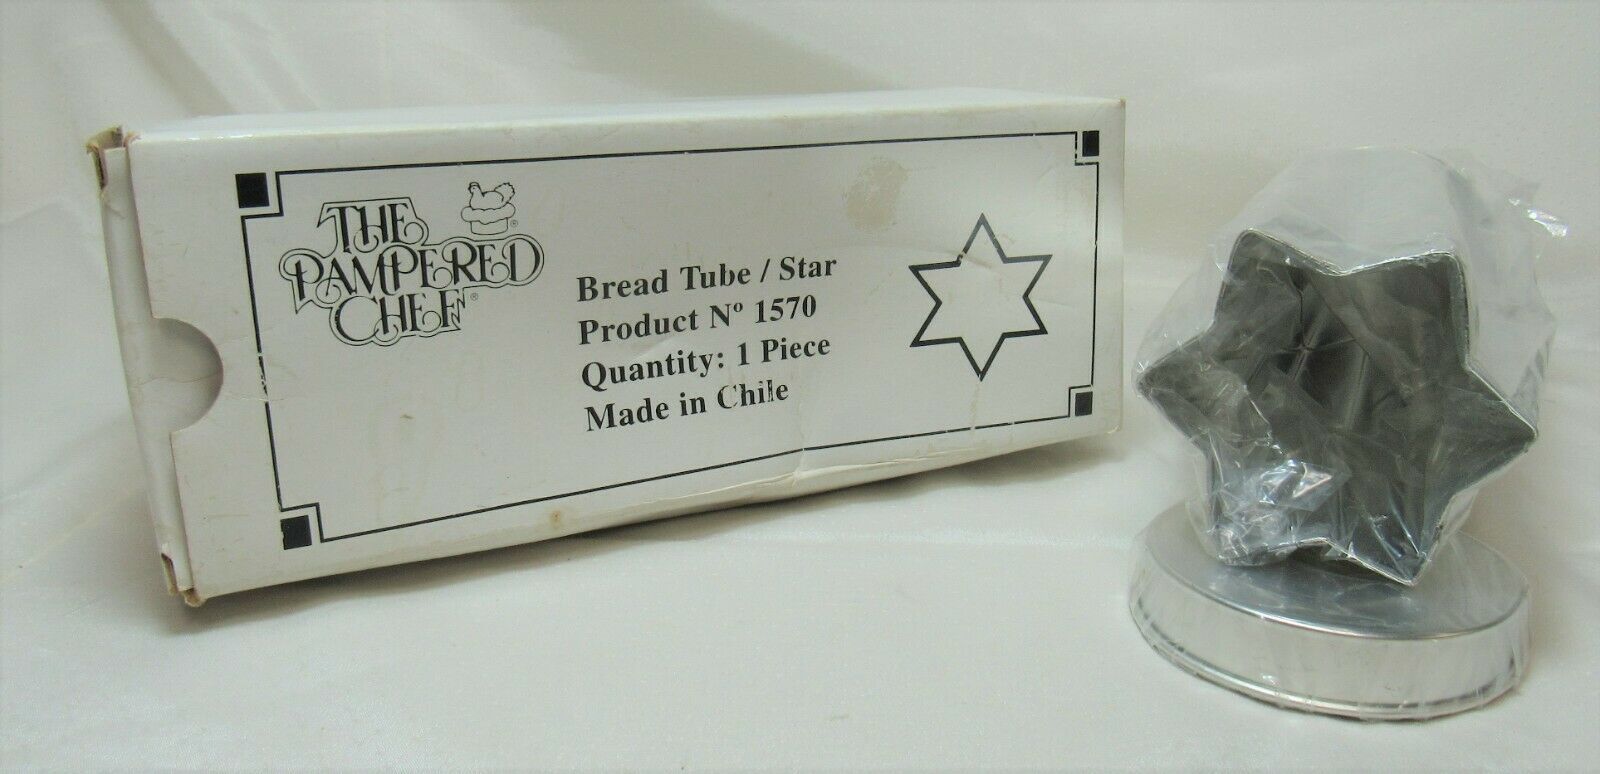 THE
PAMPERED
CHEF®
Bread Tube / Star
Product Nº 1570
Quantity: 1 Piece
Made in Chile